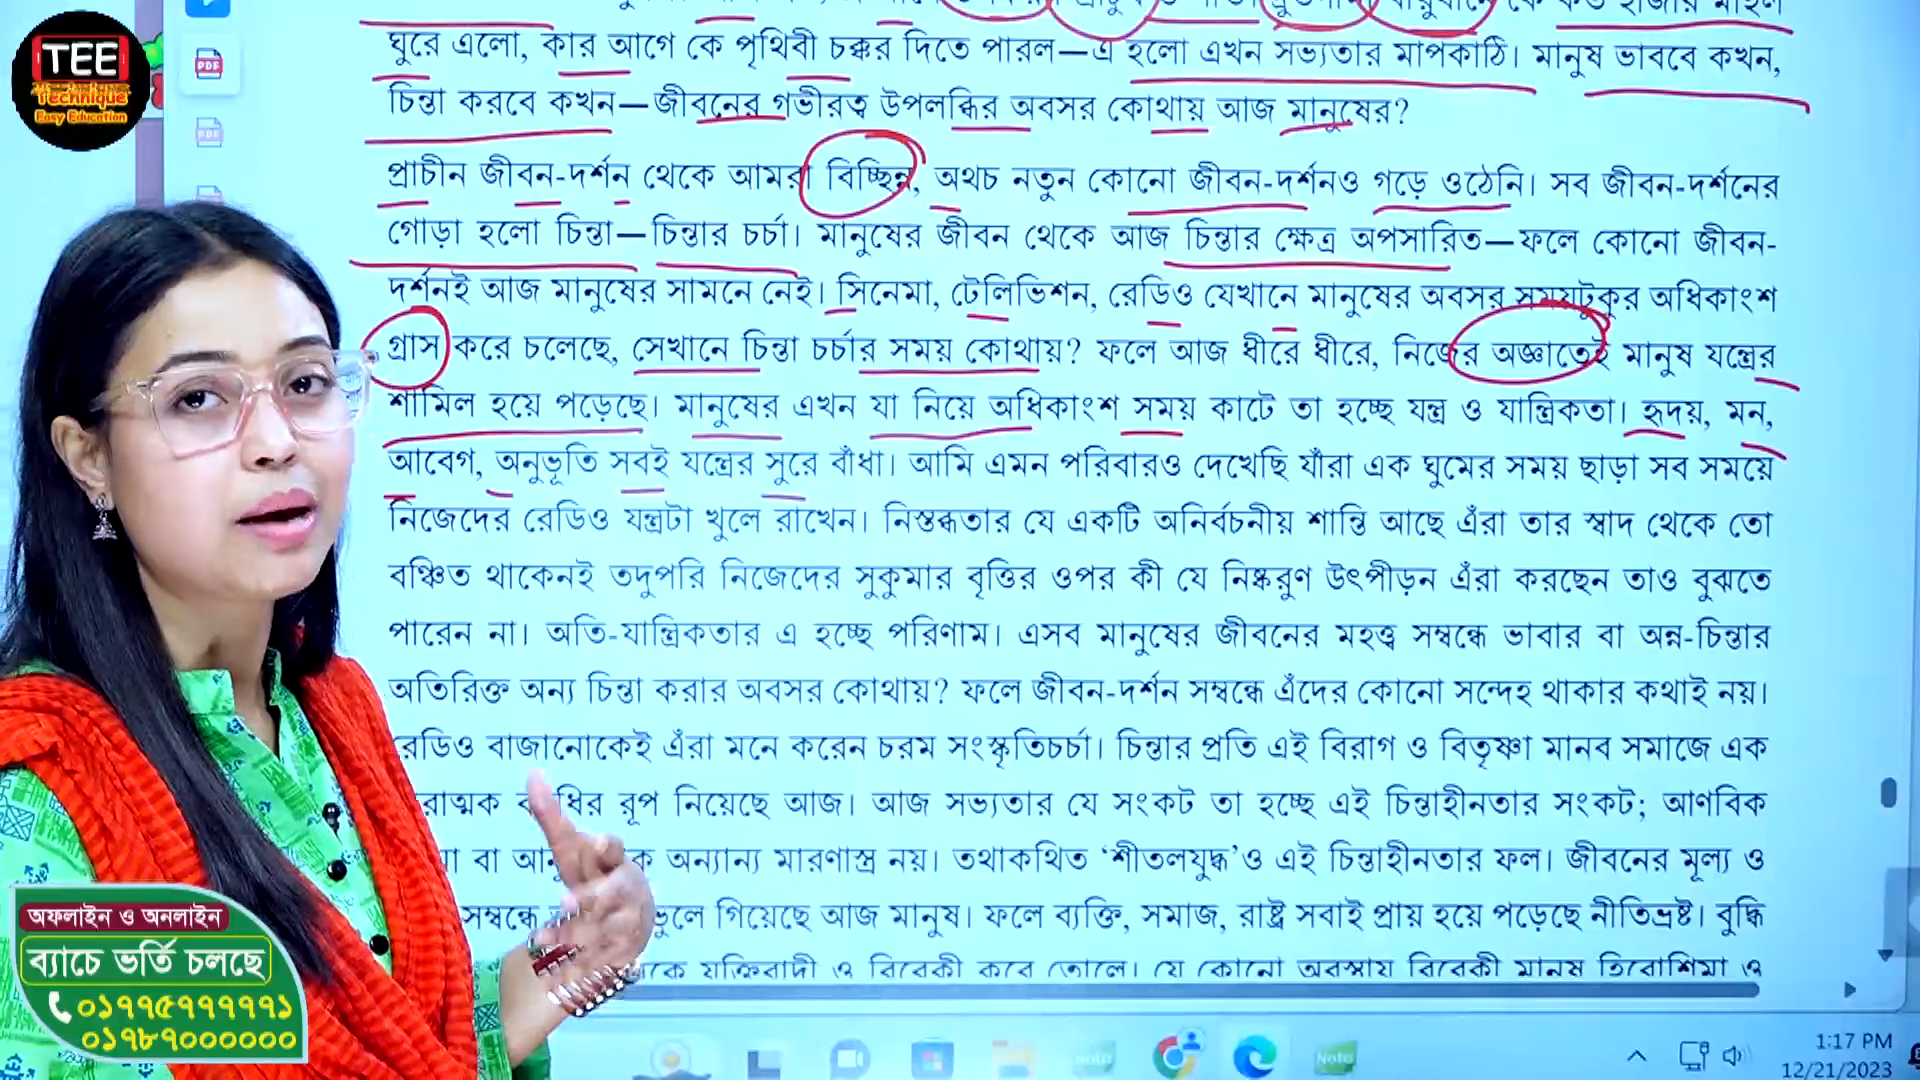 TEE
Technique
Easy Education
PDF
PDF
ঘুরে এলো, কার আগে কে পৃথিবী চক্কর দিতে পারল—এ হলো এখন সভ্যতার মাপকাঠি। মানুষ ভাববে কখন,
চিন্তা করবে কখন—জীবনের গভীরত্ব উপলব্ধির অবসর কোথায় আজ মানুষের?
প্রাচীন জীবন-দর্শন থেকে আমরা বিচ্ছিন্ন, অথচ নতুন কোনো জীবন-দর্শনও গড়ে ওঠেনি। সব জীবন-দর্শনের
গোড়া হলো চিন্তা—চিন্তার চর্চা। মানুষের জীবন থেকে আজ চিন্তার ক্ষেত্র অপসারিত—ফলে কোনো জীবন-
দর্শনই আজ মানুষের সামনে নেই। সিনেমা, টেলিভিশন, রেডিও যেখানে মানুষের অবসর সময়টুকুর অধিকাংশ
গ্রাস করে চলেছে, সেখানে চিন্তা চর্চার সময় কোথায়? ফলে আজ ধীরে ধীরে, নিজের অজ্ঞাতেই মানুষ যন্ত্রের
শামিল হয়ে পড়েছে। মানুষের এখন যা নিয়ে অধিকাংশ সময় কাটে তা হচ্ছে যন্ত্র ও যান্ত্রিকতা। হৃদয়, মন,
আবেগ, অনুভূতি সবই যন্ত্রের সুরে বাঁধা। আমি এমন পরিবারও দেখেছি যাঁরা এক ঘুমের সময় ছাড়া সব সময়ে
নিজেদের রেডিও যন্ত্রটা খুলে রাখেন। নিস্তব্ধতার যে একটি অনির্বচনীয় শান্তি আছে এঁরা তার স্বাদ থেকে তো
বঞ্চিত থাকেনই তদুপরি নিজেদের সুকুমার বৃত্তির ওপর কী যে নিষ্করুণ উৎপীড়ন এঁরা করছেন তাও বুঝতে
পারেন না। অতি-যান্ত্রিকতার এ হচ্ছে পরিণাম। এসব মানুষের জীবনের মহত্ত্ব সম্বন্ধে ভাবার বা অন্ন-চিন্তার
অতিরিক্ত অন্য চিন্তা করার অবসর কোথায়? ফলে জীবন-দর্শন সম্বন্ধে এঁদের কোনো সন্দেহ থাকার কথাই নয়।
রেডিও বাজানোকেই এঁরা মনে করেন চরম সংস্কৃতিচর্চা। চিন্তার প্রতি এই বিরাগ ও বিতৃষ্ণা মানব সমাজে এক
রূপ নিয়েছে আজ। আজ সভ্যতার যে সংকট তা হচ্ছে এই চিন্তাহীনতার সংকট; আণবিক
বা অন্যান্য মারণাস্ত্র নয়। তথাকথিত ‘শীতলযুদ্ধ’ও এই চিন্তাহীনতার ফল। জীবনের মূল্য ও
সম্বন্ধে ভুলে গিয়েছে আজ মানুষ। ফলে ব্যক্তি, সমাজ, রাষ্ট্র সবাই প্রায় হয়ে পড়েছে নীতিভ্রষ্ট। বুদ্ধি
যুক্তিবাদী ও বিবেকী করে তোলে। যে কোনো অবস্থায় বিবেকী মানুষ হিরোশিমা ও
অফলাইন ও অনলাইন
ব্যাচে ভর্তি চলছে
০১৭৭৫৭৭৭৭৭১
০১৭৮৭০০০০০০
Note
Note
1:17 PM
12/21/2023